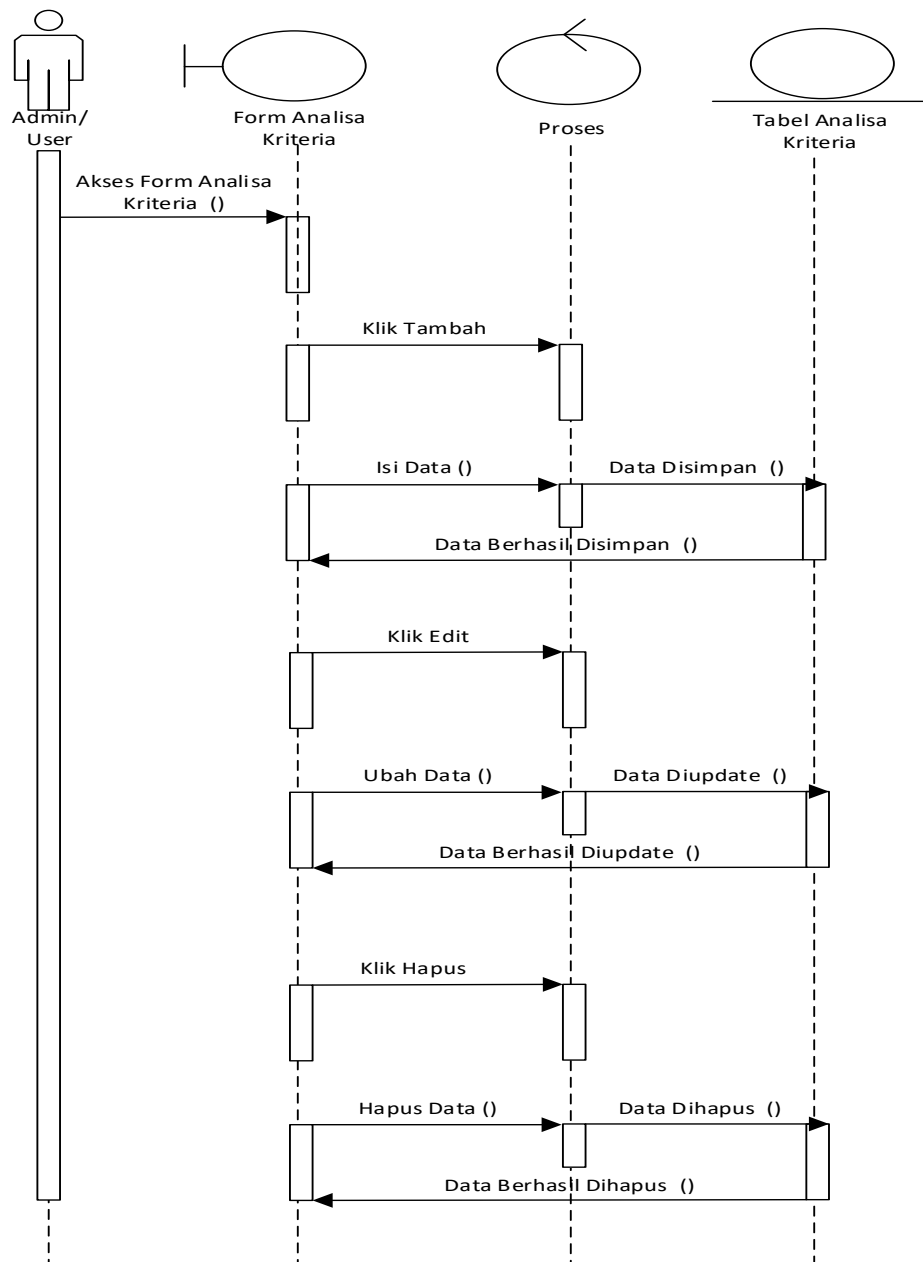 Admin/
User
Form Analisa
Kriteria
Proses
Tabel Analisa
Kriteria
Akses Form Analisa
Kriteria ()
Klik Tambah
Isi Data ()
Data Disimpan ()
Data Berhasil Disimpan ()
Klik Edit
Ubah Data ()
Data Diupdate ()
Data Berhasil Diupdate ()
Klik Hapus
Hapus Data ()
Data Dihapus ()
Data Berhasil Dihapus ()